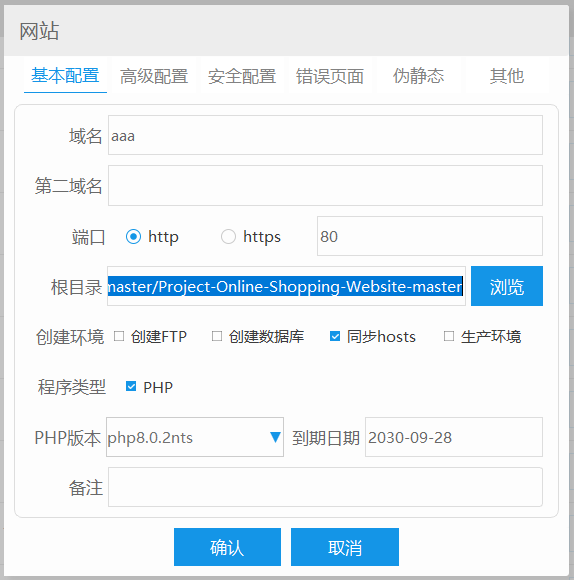 网站
基本配置 高级配置 安全配置 错误页面 伪静态 其他
域名 aaa
第二域名
端口 http https 80
根目录 master/Project-Online-Shopping-Website-master 浏览
创建环境 创建FTP 创建数据库 同步hosts 生产环境
程序类型 PHP
PHP版本 php8.0.2nts 到期日期 2030-09-28
备注
确认 取消